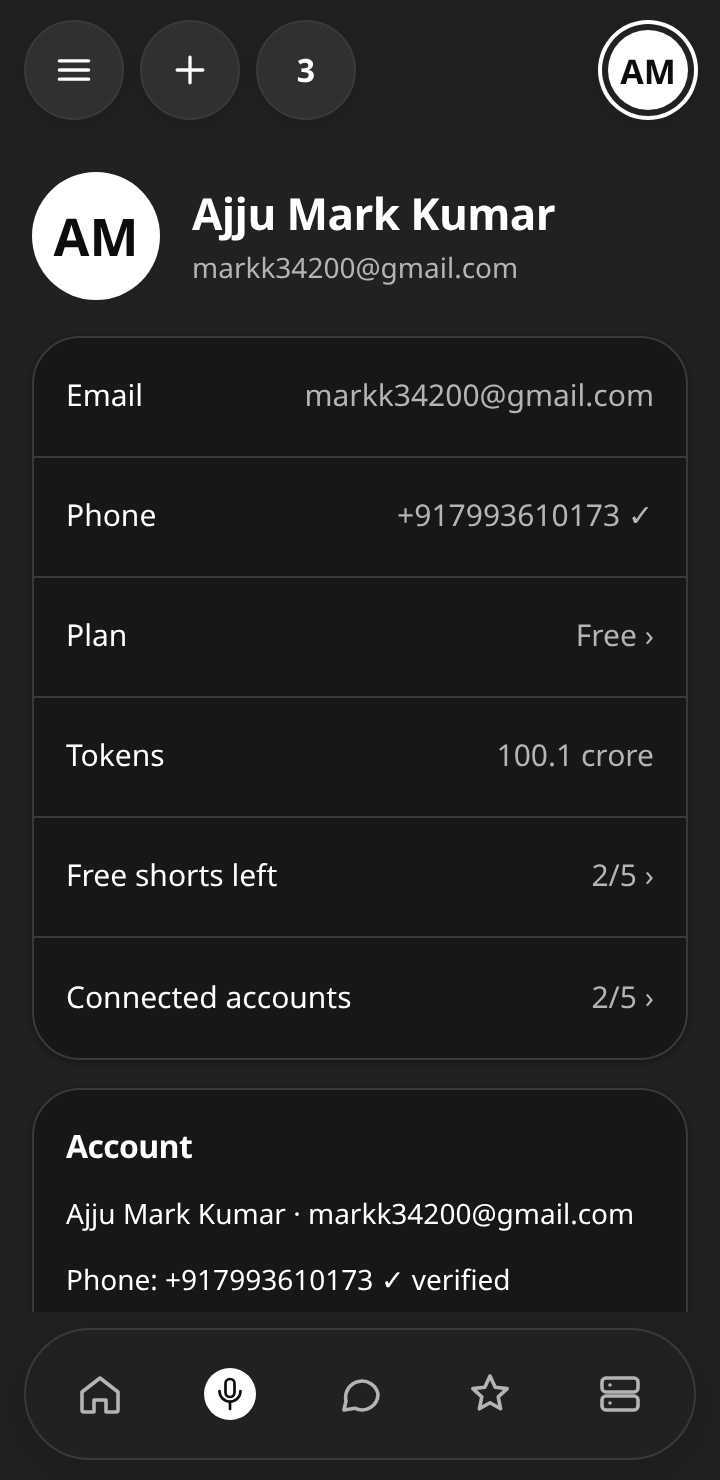 3
AM
AM
Ajju Mark Kumar
markk34200@gmail.com
Email markk34200@gmail.com
Phone +917993610173 ✓
Plan Free ›
Tokens 100.1 crore
Free shorts left 2/5 ›
Connected accounts 2/5 ›
Account
Ajju Mark Kumar · markk34200@gmail.com
Phone: +917993610173 ✓ verified